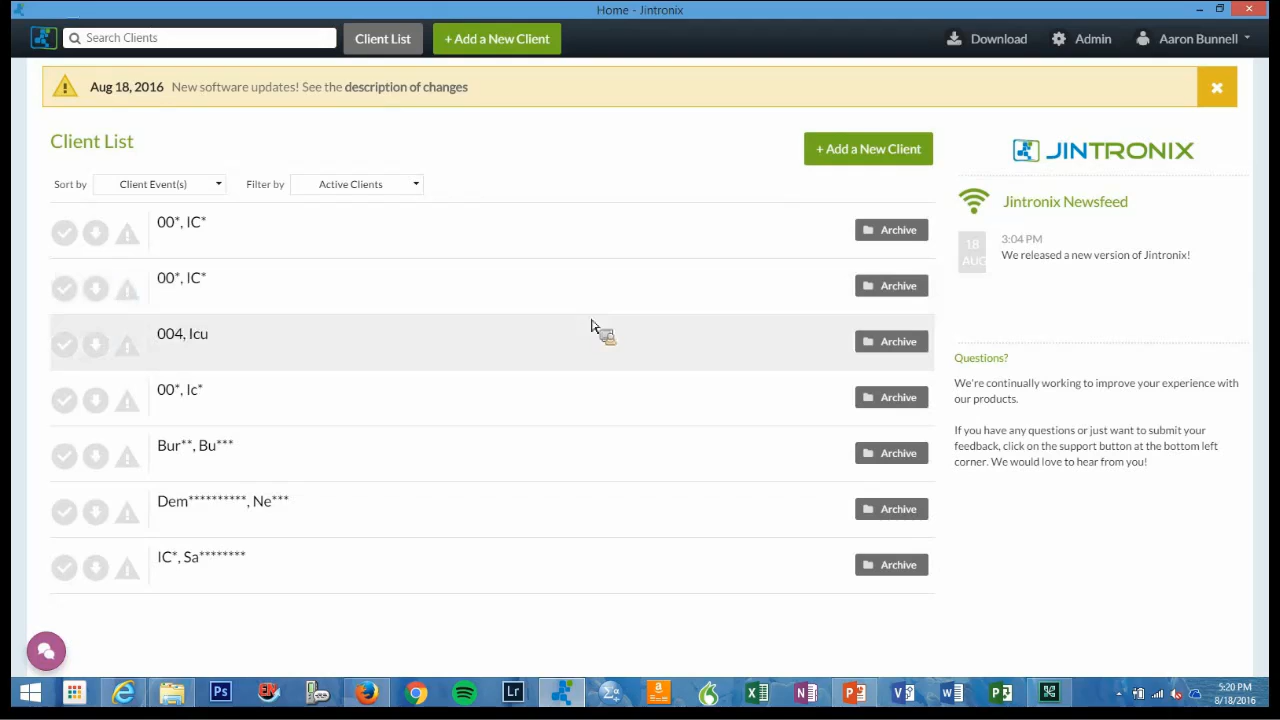 Home - Jintronix
Search Clients
Client List
+ Add a New Client
Download
Admin
Aaron Bunnell
Aug 18, 2016 New software updates! See the description of changes
Client List
+ Add a New Client
Sort by Client Event(s) Filter by Active Clients
00*, IC* Archive
00*, IC* Archive
004, Icu Archive
00*, Ic* Archive
Bur**, Bu*** Archive
Dem**********, Ne*** Archive
IC*, Sa******** Archive
JINTRONIX
Jintronix Newsfeed
18
AUG
3:04 PM
We released a new version of Jintronix!
Questions?
We're continually working to improve your experience with
our products.
If you have any questions or just want to submit your
feedback, click on the support button at the bottom left
corner. We would love to hear from you!
Ps
Lr
5:20 PM
8/18/2016